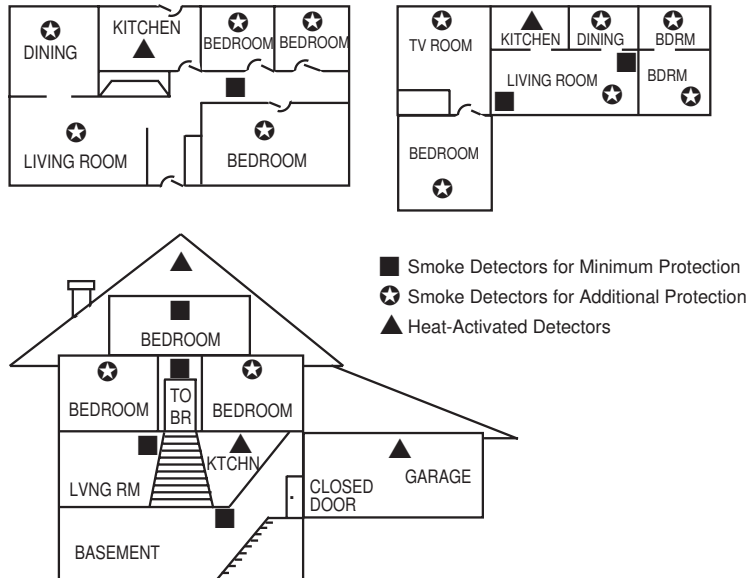 DINING
KITCHEN
BEDROOM
BEDROOM
LIVING ROOM
BEDROOM
TV ROOM
KITCHEN
DINING
BDRM
LIVING ROOM
BDRM
BEDROOM
Smoke Detectors for Minimum Protection
Smoke Detectors for Additional Protection
Heat-Activated Detectors
BEDROOM
BEDROOM
TO
BR
BEDROOM
LVNG RM
KTCHN
CLOSED
DOOR
GARAGE
BASEMENT